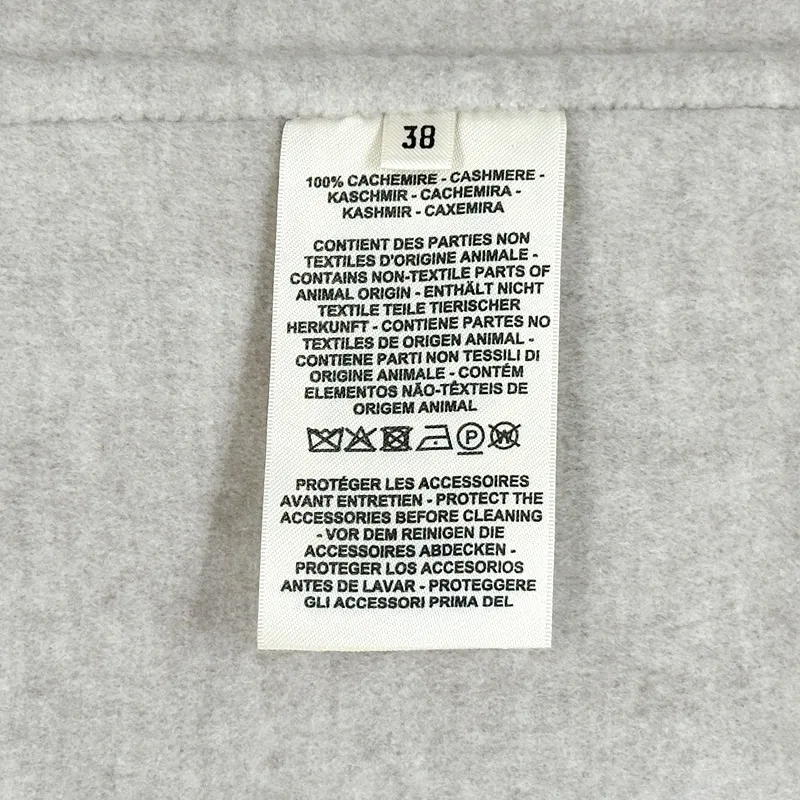 38
100% CACHEMIRE - CASHMERE -
KASCHMIR - CACHEMIRA -
KASHMIR - CAXEMIRA
CONTIENT DES PARTIES NON
TEXTILES D'ORIGINE ANIMALE -
CONTAINS NON-TEXTILE PARTS OF
ANIMAL ORIGIN - ENTHÄLT NICHT
TEXTILE TEILE TIERISCHER
HERKUNFT - CONTIENE PARTES NO
TEXTILES DE ORIGEN ANIMAL -
CONTIENE PARTI NON TESSILI DI
ORIGINE ANIMALE - CONTÉM
ELEMENTOS NÃO-TÊXTEIS DE
ORIGEM ANIMAL
P W
PROTÉGER LES ACCESSOIRES
AVANT ENTRETIEN - PROTECT THE
ACCESSORIES BEFORE CLEANING
- VOR DEM REINIGEN DIE
ACCESSOIRES ABDECKEN -
PROTEGER LOS ACCESORIOS
ANTES DE LAVAR - PROTEGGERE
GLI ACCESSORI PRIMA DEL